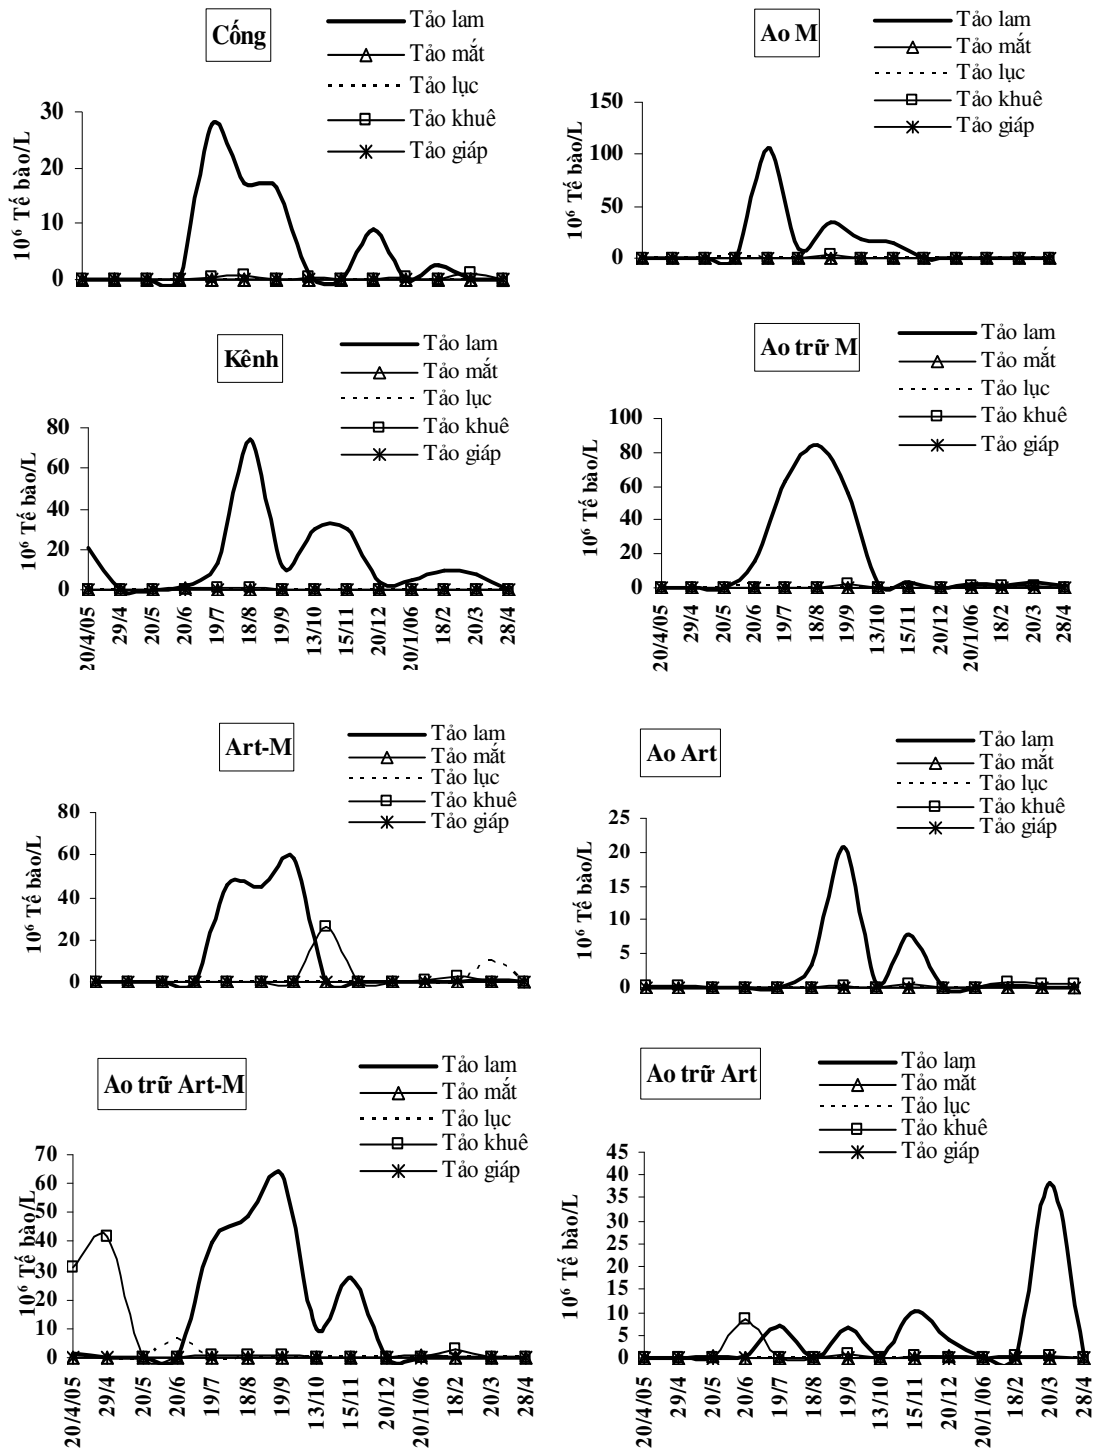 Cống
Tảo lam
Tảo mắt
Tảo lục
Tảo khuê
Tảo giáp
10⁶ Tế bào/L
30
20
10
0
Ao M
Tảo lam
Tảo mắt
Tảo lục
Tảo khuê
Tảo giáp
10⁶ Tế bào/L
150
100
50
0
Kênh
Tảo lam
Tảo mắt
Tảo lục
Tảo khuê
Tảo giáp
10⁶ Tế bào/L
80
60
40
20
0
20/4/05
29/4
20/5
20/6
19/7
18/8
19/9
13/10
15/11
20/12
20/1/06
18/2
20/3
28/4
Ao trữ M
Tảo lam
Tảo mắt
Tảo lục
Tảo khuê
Tảo giáp
10⁶ Tế bào/L
100
80
60
40
20
0
20/4/05
29/4
20/5
20/6
19/7
18/8
19/9
13/10
15/11
20/12
20/1/06
18/2
20/3
28/4
Art-M
Tảo lam
Tảo mắt
Tảo lục
Tảo khuê
Tảo giáp
10⁶ Tế bào/L
80
60
40
20
0
Ao Art
Tảo lam
Tảo mắt
Tảo lục
Tảo khuê
Tảo giáp
10⁶ Tế bào/L
25
20
15
10
5
0
Ao trữ Art-M
Tảo lam
Tảo mắt
Tảo lục
Tảo khuê
Tảo giáp
10⁶ Tế bào/L
70
60
50
40
30
20
10
0
20/4/05
29/4
20/5
20/6
19/7
18/8
19/9
13/10
15/11
20/12
20/1/06
18/2
20/3
28/4
Ao trữ Art
Tảo lam
Tảo mắt
Tảo lục
Tảo khuê
Tảo giáp
10⁶ Tế bào/L
45
40
35
30
25
20
15
10
5
0
20/4/05
29/4
20/5
20/6
19/7
18/8
19/9
13/10
15/11
20/12
20/1/06
18/2
20/3
28/4